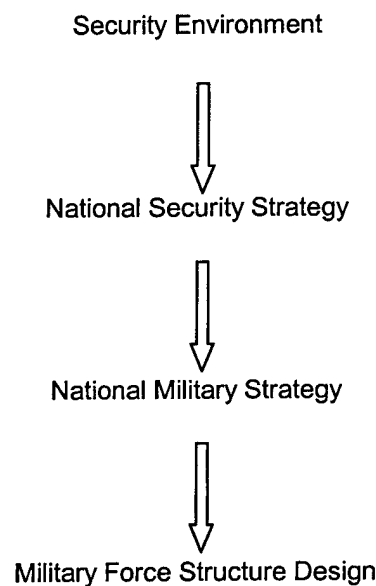 Security Environment
National Security Strategy
National Military Strategy
Military Force Structure Design